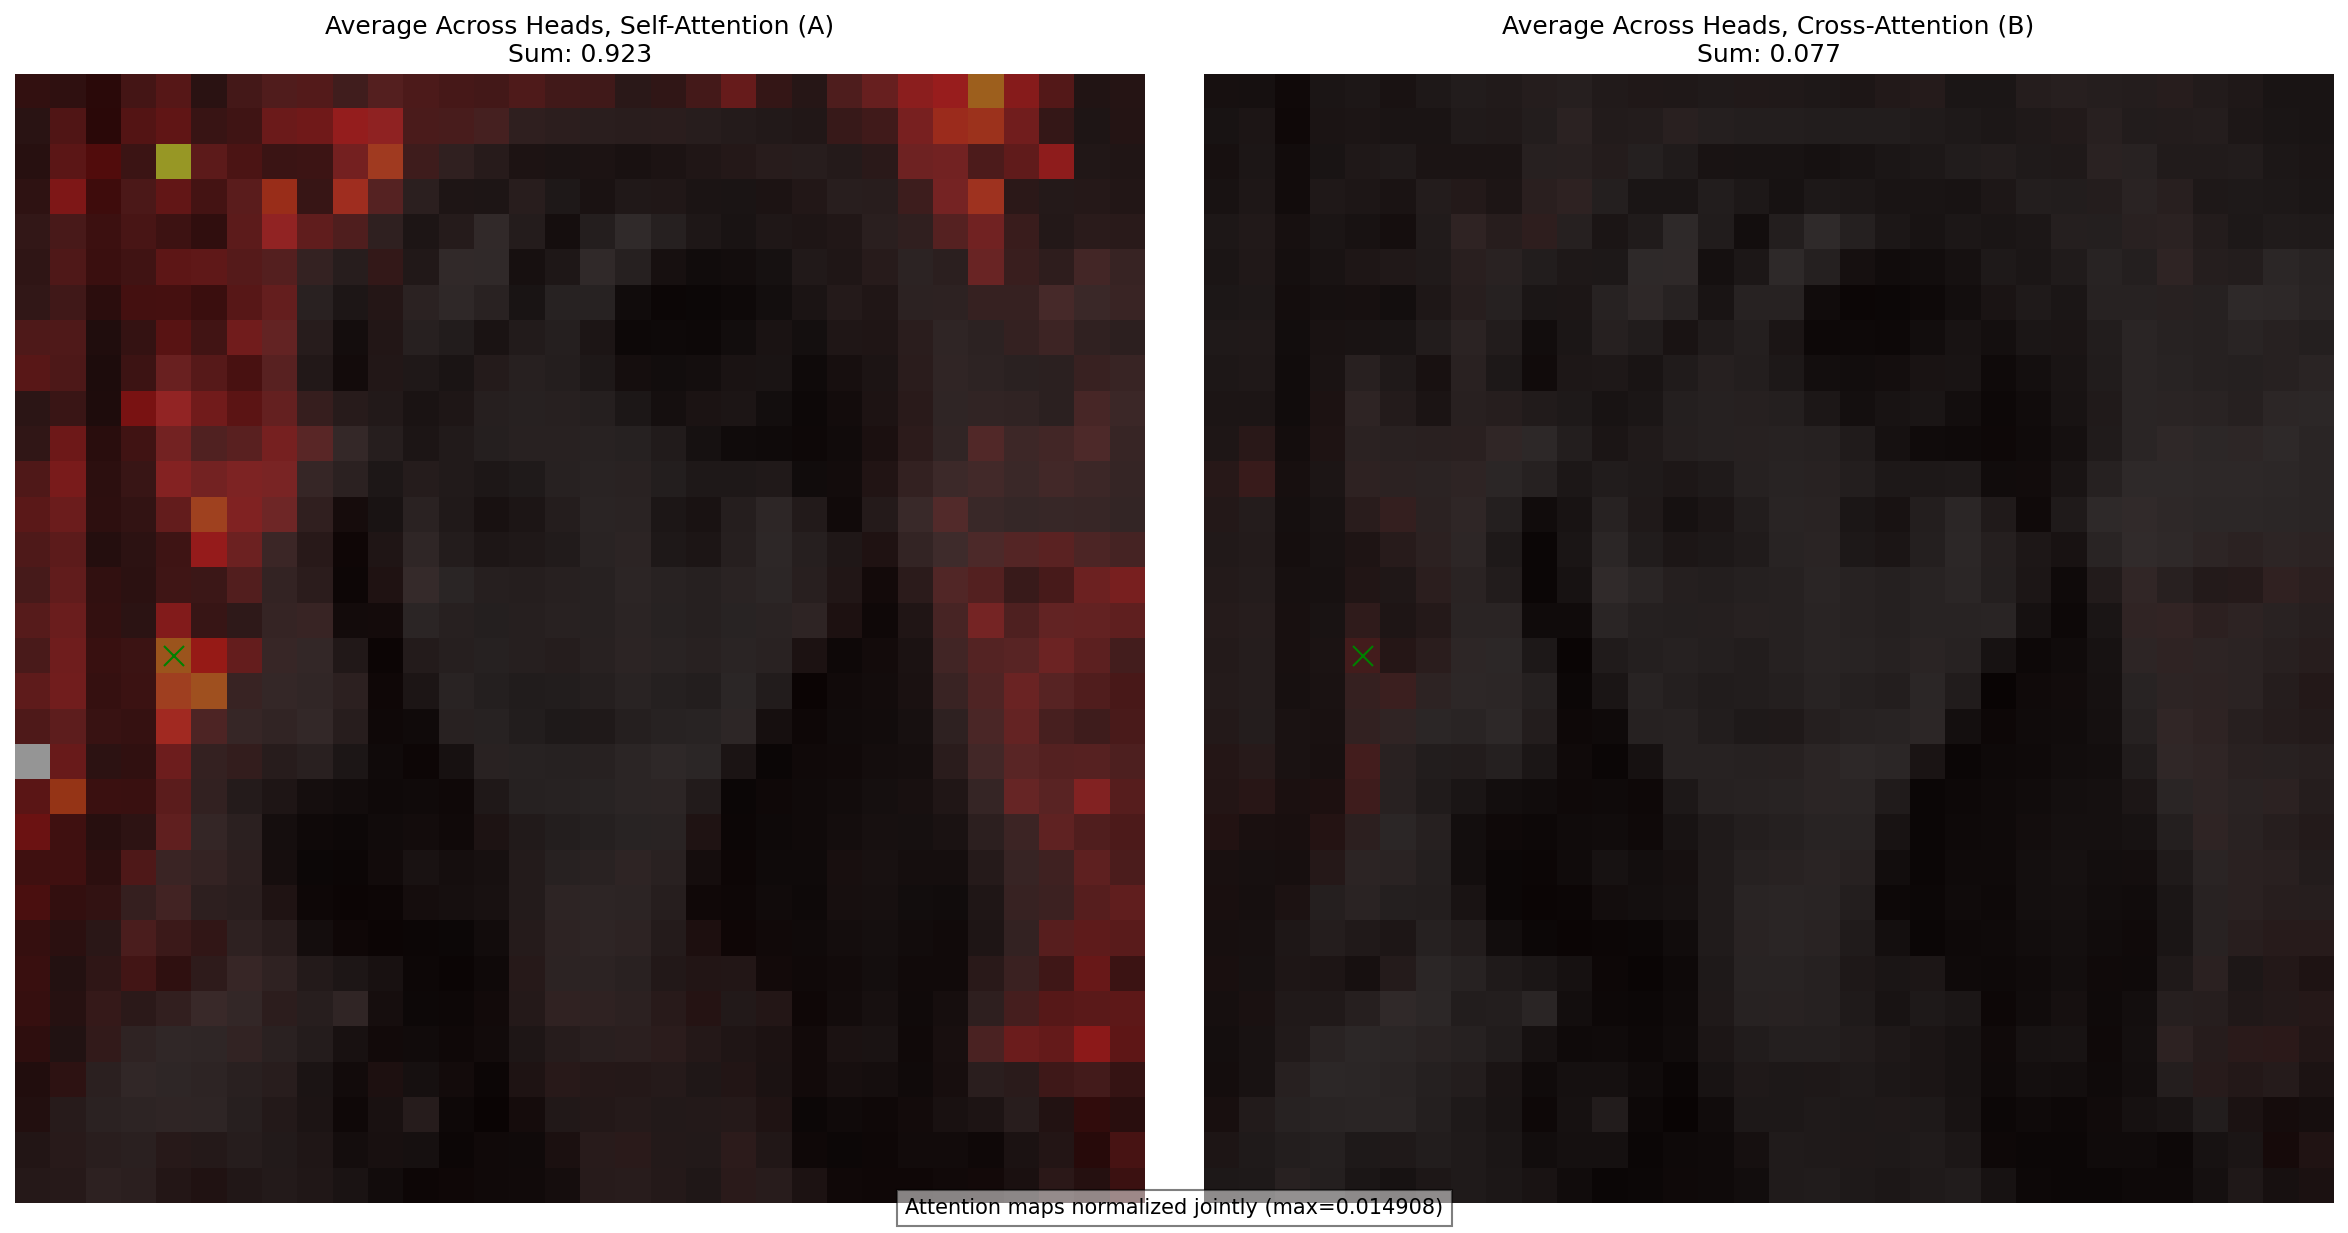 Average Across Heads, Self-Attention (A)
Sum: 0.923
Average Across Heads, Cross-Attention (B)
Sum: 0.077
Attention maps normalized jointly (max=0.014908)